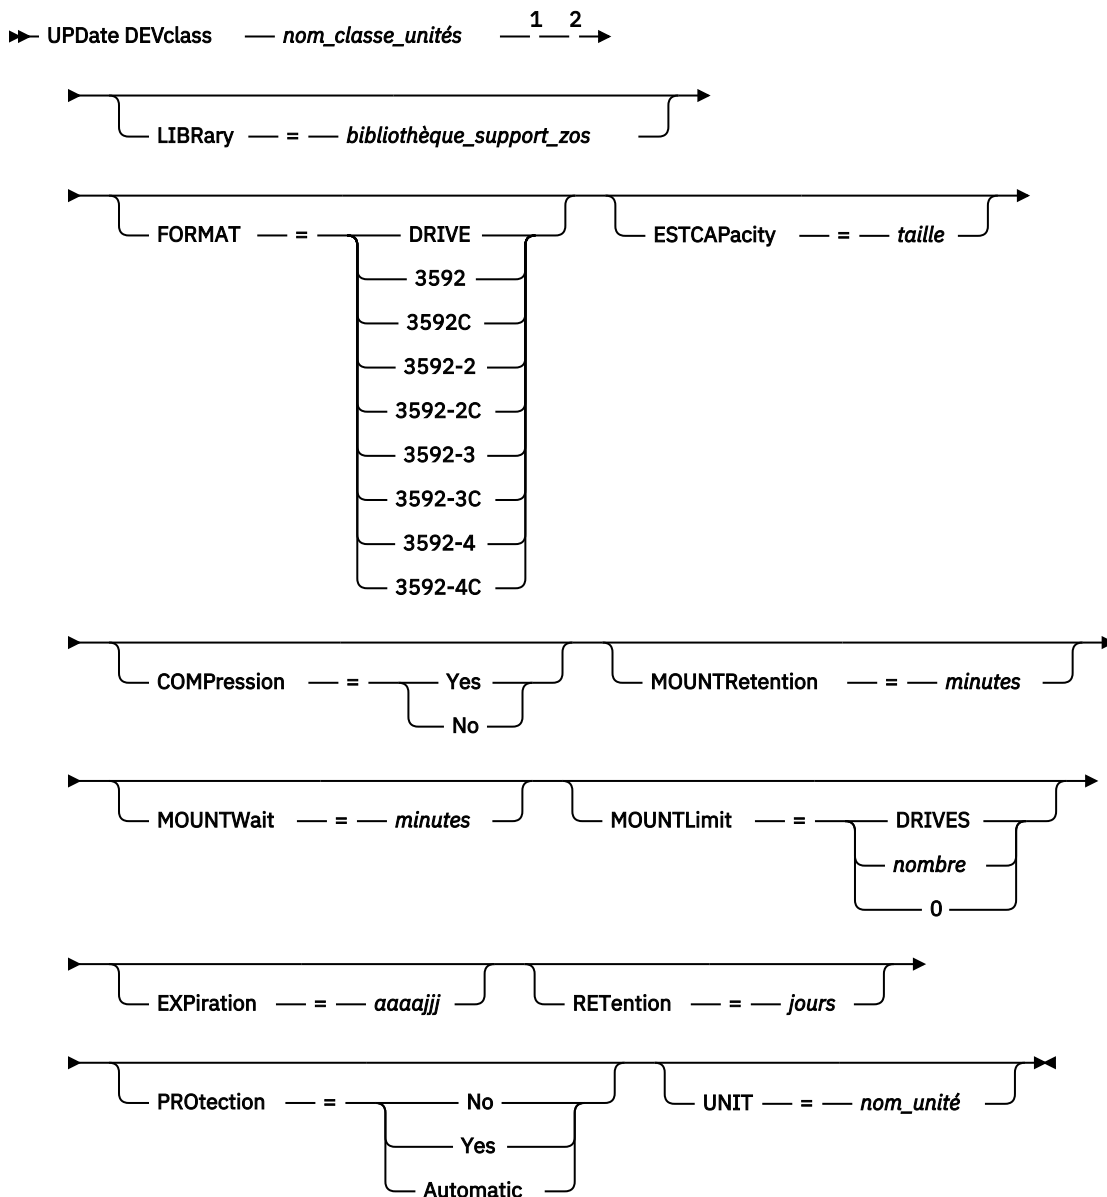 1 2
UPDate DEVclass nom_classe_unités
LIBRary = bibliothèque_support_zos
FORMAT = DRIVE ESTCAPacity = taille
3592
3592C
3592-2
3592-2C
3592-3
3592-3C
3592-4
3592-4C
COMPression = Yes MOUNTRetention = minutes
No
MOUNTWait = minutes MOUNTLimit = DRIVES
nombre
0
EXPiration = aaaajjj RETention = jours
PROtection = No UNIT = nom_unité
Yes
Automatic